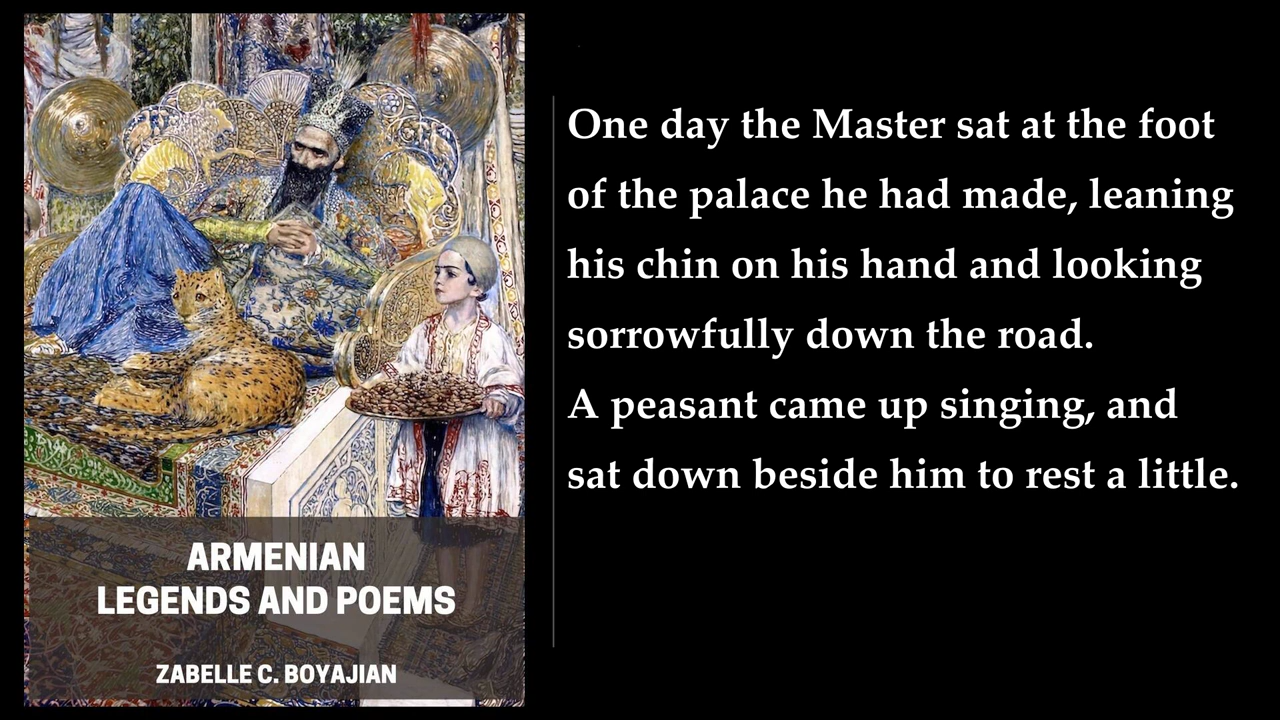 ARMENIAN
LEGENDS AND POEMS
ZABELLE C. BOYAJIAN
One day the Master sat at the foot
of the palace he had made, leaning
his chin on his hand and looking
sorrowfully down the road.
A peasant came up singing, and
sat down beside him to rest a little.